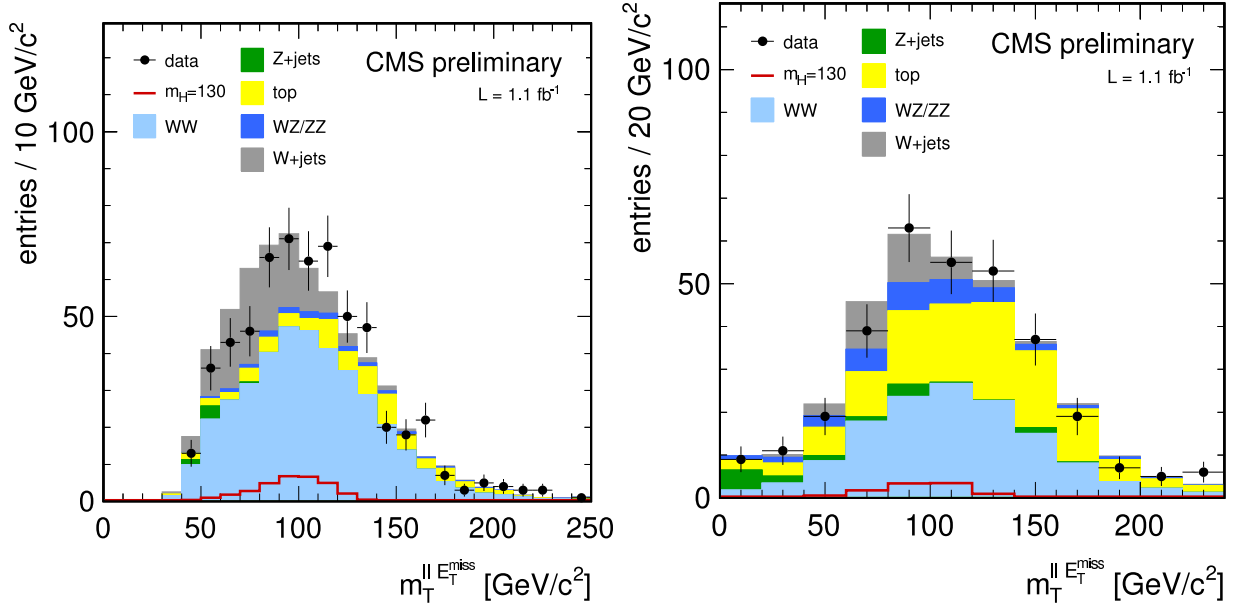 entries / 10 GeV/c²
CMS preliminary
L = 1.1 fb⁻¹
data
m_H=130
WW
Z+jets
top
WZ/ZZ
W+jets
100
50
0
0 50 100 150 200 250
m_T^{|| E_T^{miss}} [GeV/c²]
entries / 20 GeV/c²
CMS preliminary
L = 1.1 fb⁻¹
data
m_H=130
WW
Z+jets
top
WZ/ZZ
W+jets
100
50
0
0 50 100 150 200
m_T^{|| E_T^{miss}} [GeV/c²]